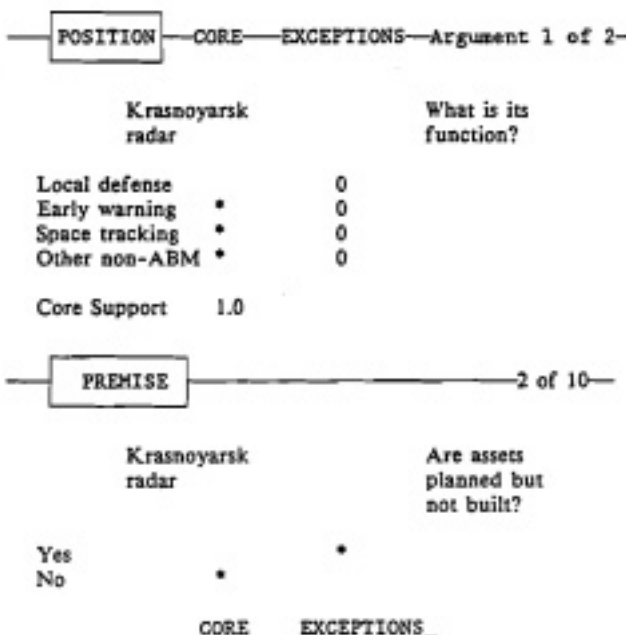 POSITION CORE EXCEPTIONS Argument 1 of 2
Krasnoyarsk What is its
radar function?
Local defense 0
Early warning * 0
Space tracking * 0
Other non-ABM * 0
Core Support 1.0
PREMISE 2 of 10
Krasnoyarsk Are assets
radar planned but
not built?
Yes *
No *
CORE EXCEPTIONS